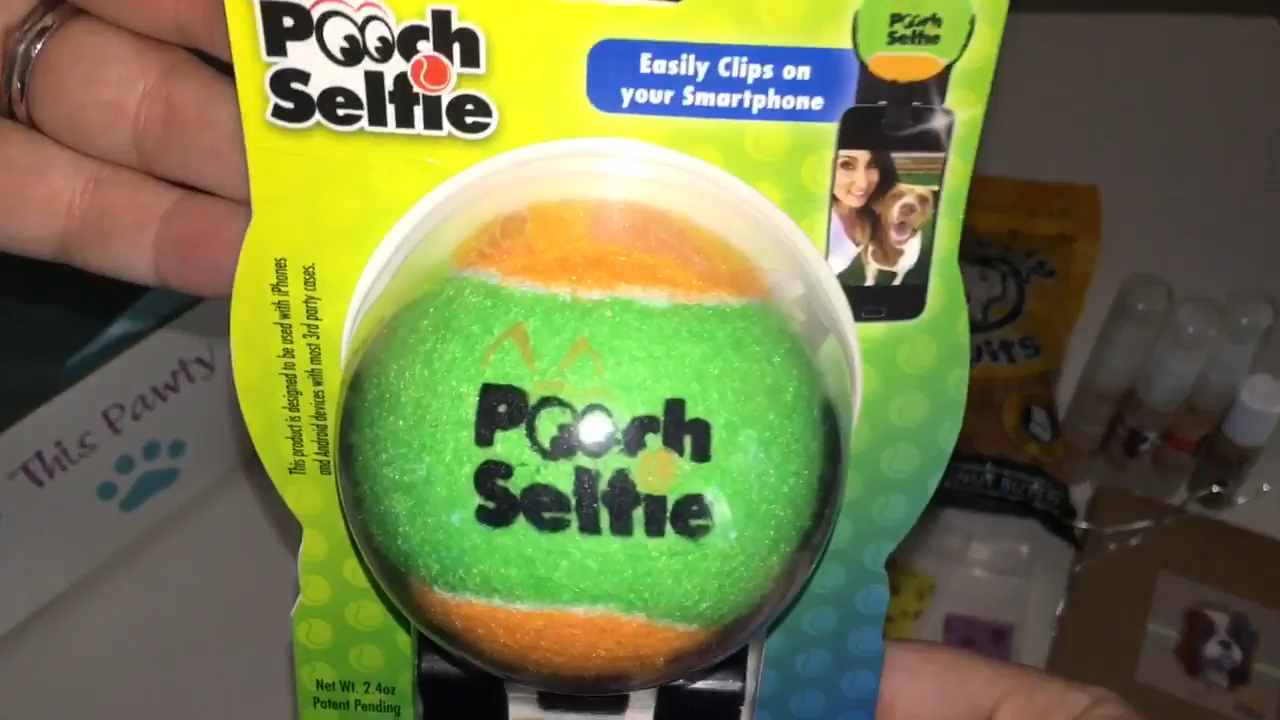 Pooch
Selfie
Easily Clips on
your Smartphone
Pooch
Selfie
This product is designed to be used with iPhones
and Android devices with most 3rd party cases.
Pooch
Selfie
This Pawty
Net Wt. 2.4oz
Patent Pending